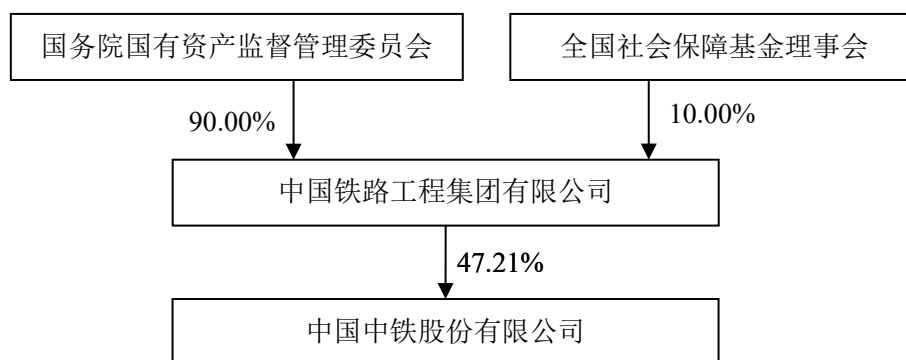 国务院国有资产监督管理委员会
全国社会保障基金理事会
90.00%
10.00%
中国铁路工程集团有限公司
47.21%
中国中铁股份有限公司